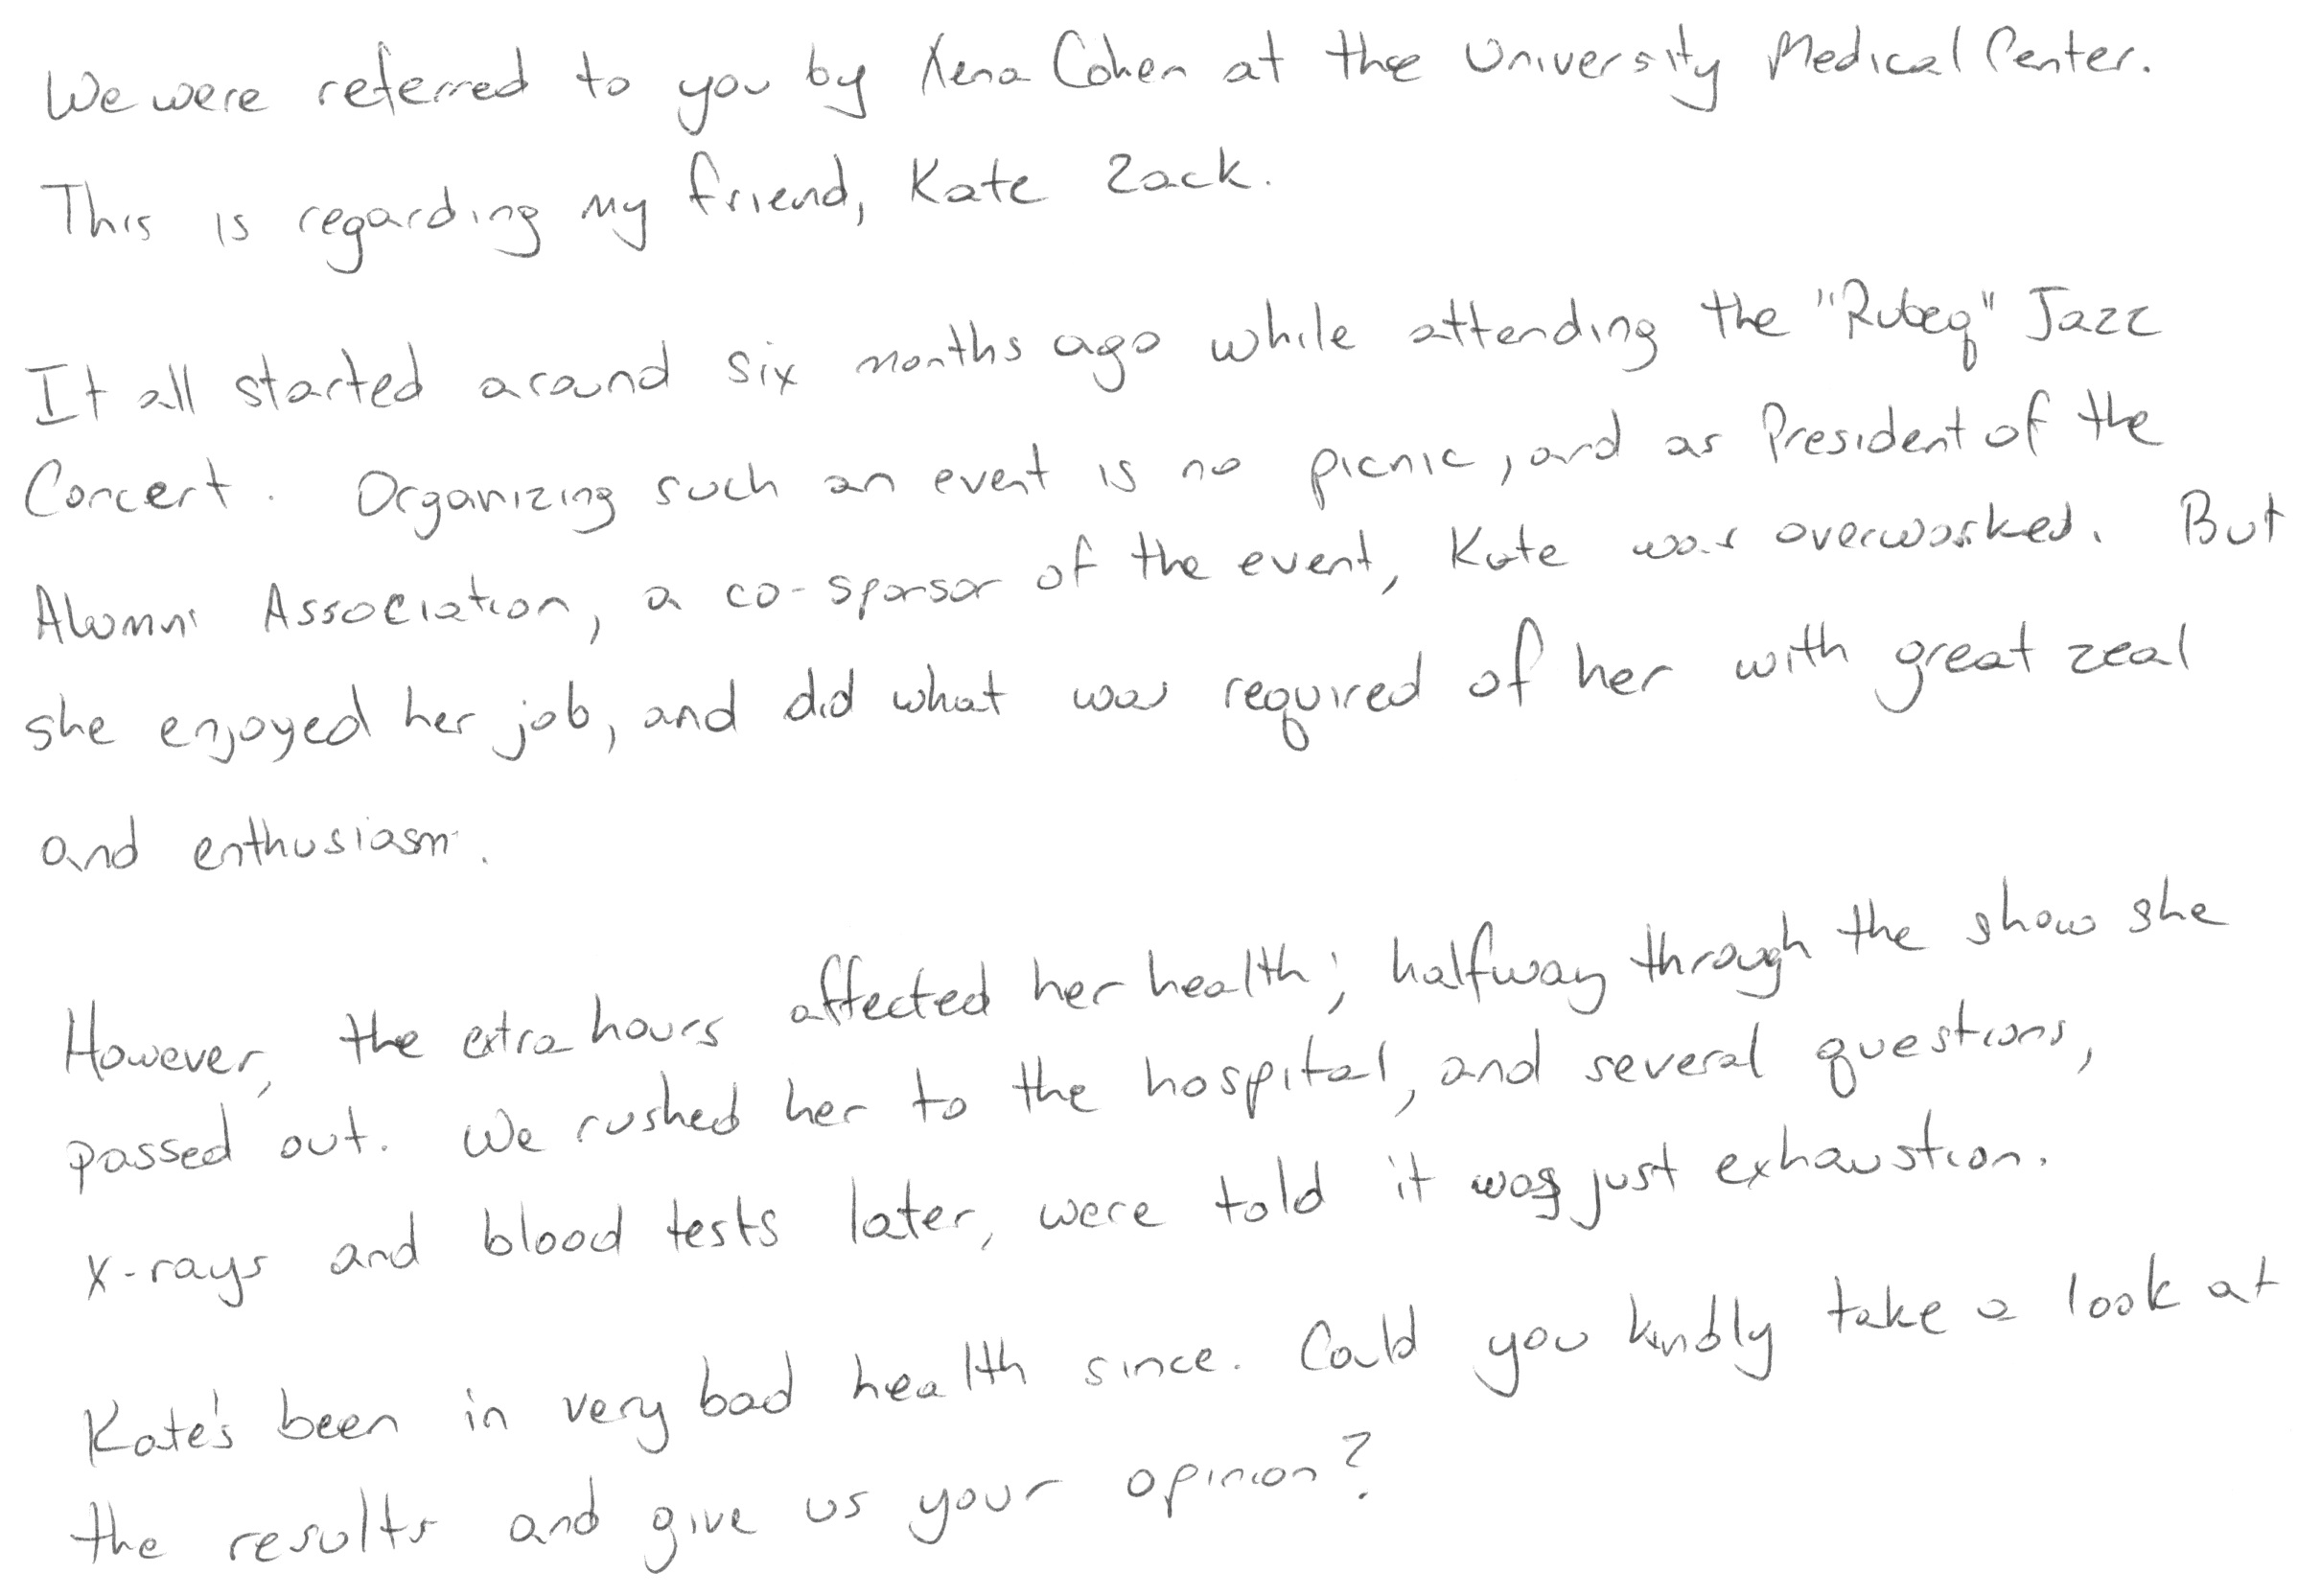 We were referred to you by Xena Cohen at the University Medical Center.
This is regarding my friend, Kate Zack.
It all started around six months ago while attending the "Rubeq" Jazz
Concert. Organizing such an event is no picnic, and as President of the
Alumni Association, a co-sponsor of the event, Kate was overworked. But
she enjoyed her job, and did what was required of her with great zeal
and enthusiasm.
However, the extra hours affected her health; halfway through the show she
passed out. We rushed her to the hospital, and several questions,
x-rays and blood tests later, were told it was just exhaustion.
Kate's been in very bad health since. Could you kindly take a look at
the results and give us your opinion?